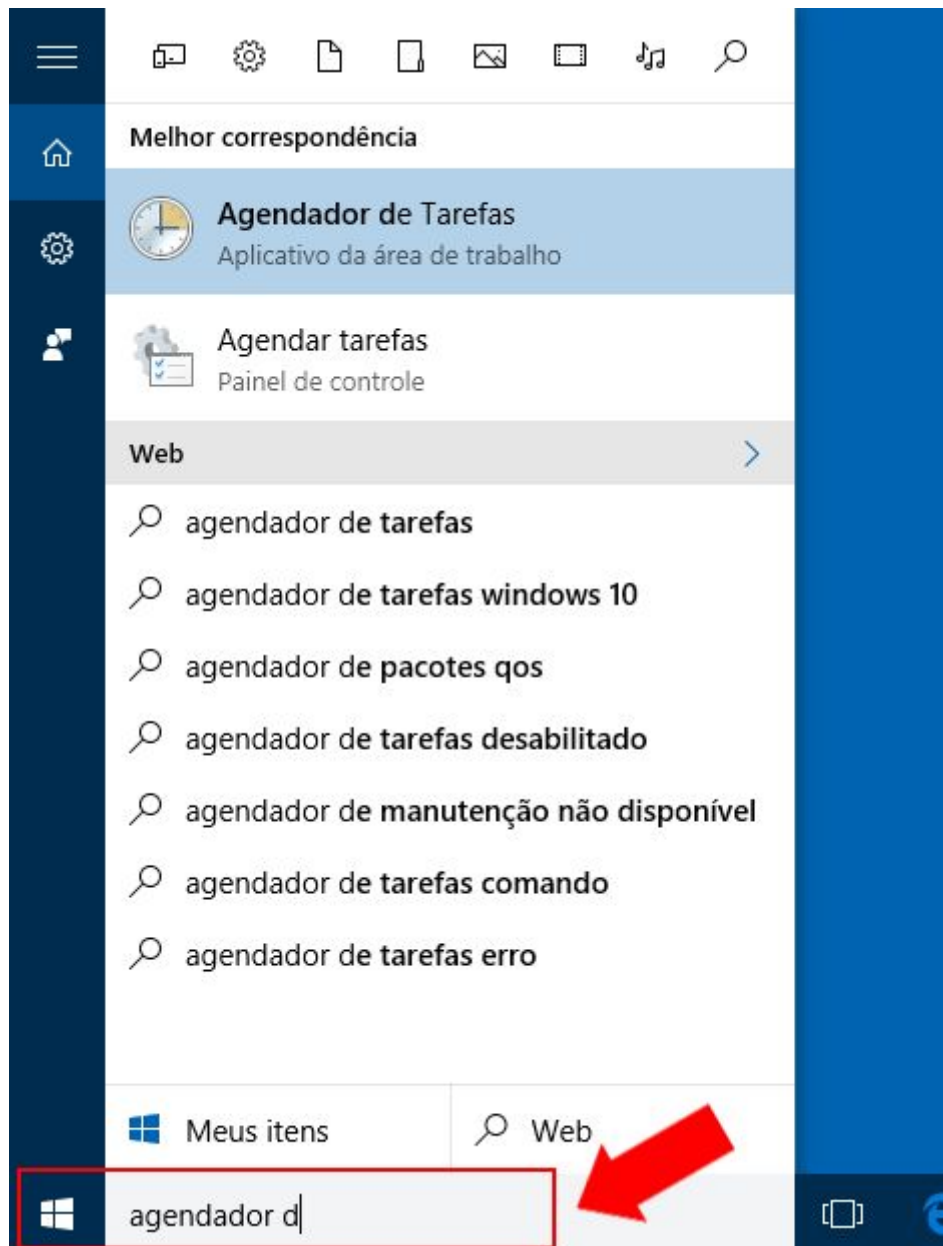 Melhor correspondência
Agendador de Tarefas
Aplicativo da área de trabalho
Agendar tarefas
Painel de controle
Web
agendador de tarefas
agendador de tarefas windows 10
agendador de pacotes qos
agendador de tarefas desabilitado
agendador de manutenção não disponível
agendador de tarefas comando
agendador de tarefas erro
Meus itens
Web
agendador d